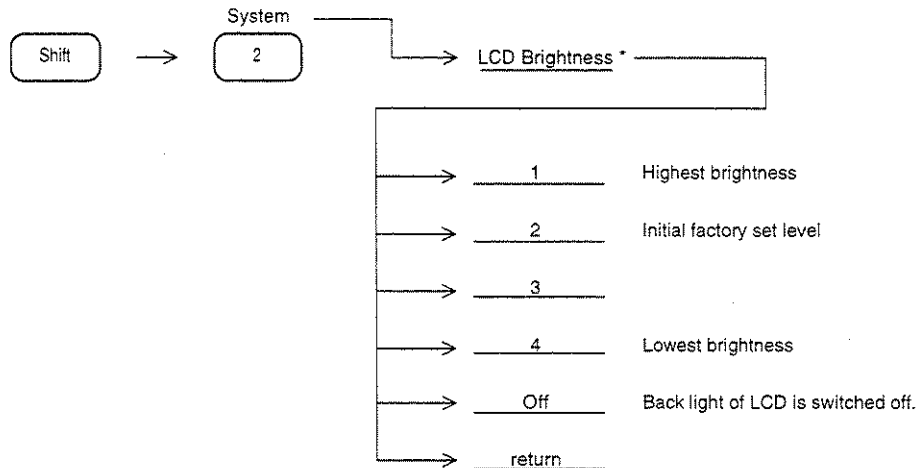 System
Shift
2
LCD Brightness *
1 Highest brightness
2 Initial factory set level
3
4 Lowest brightness
Off Back light of LCD is switched off.
return